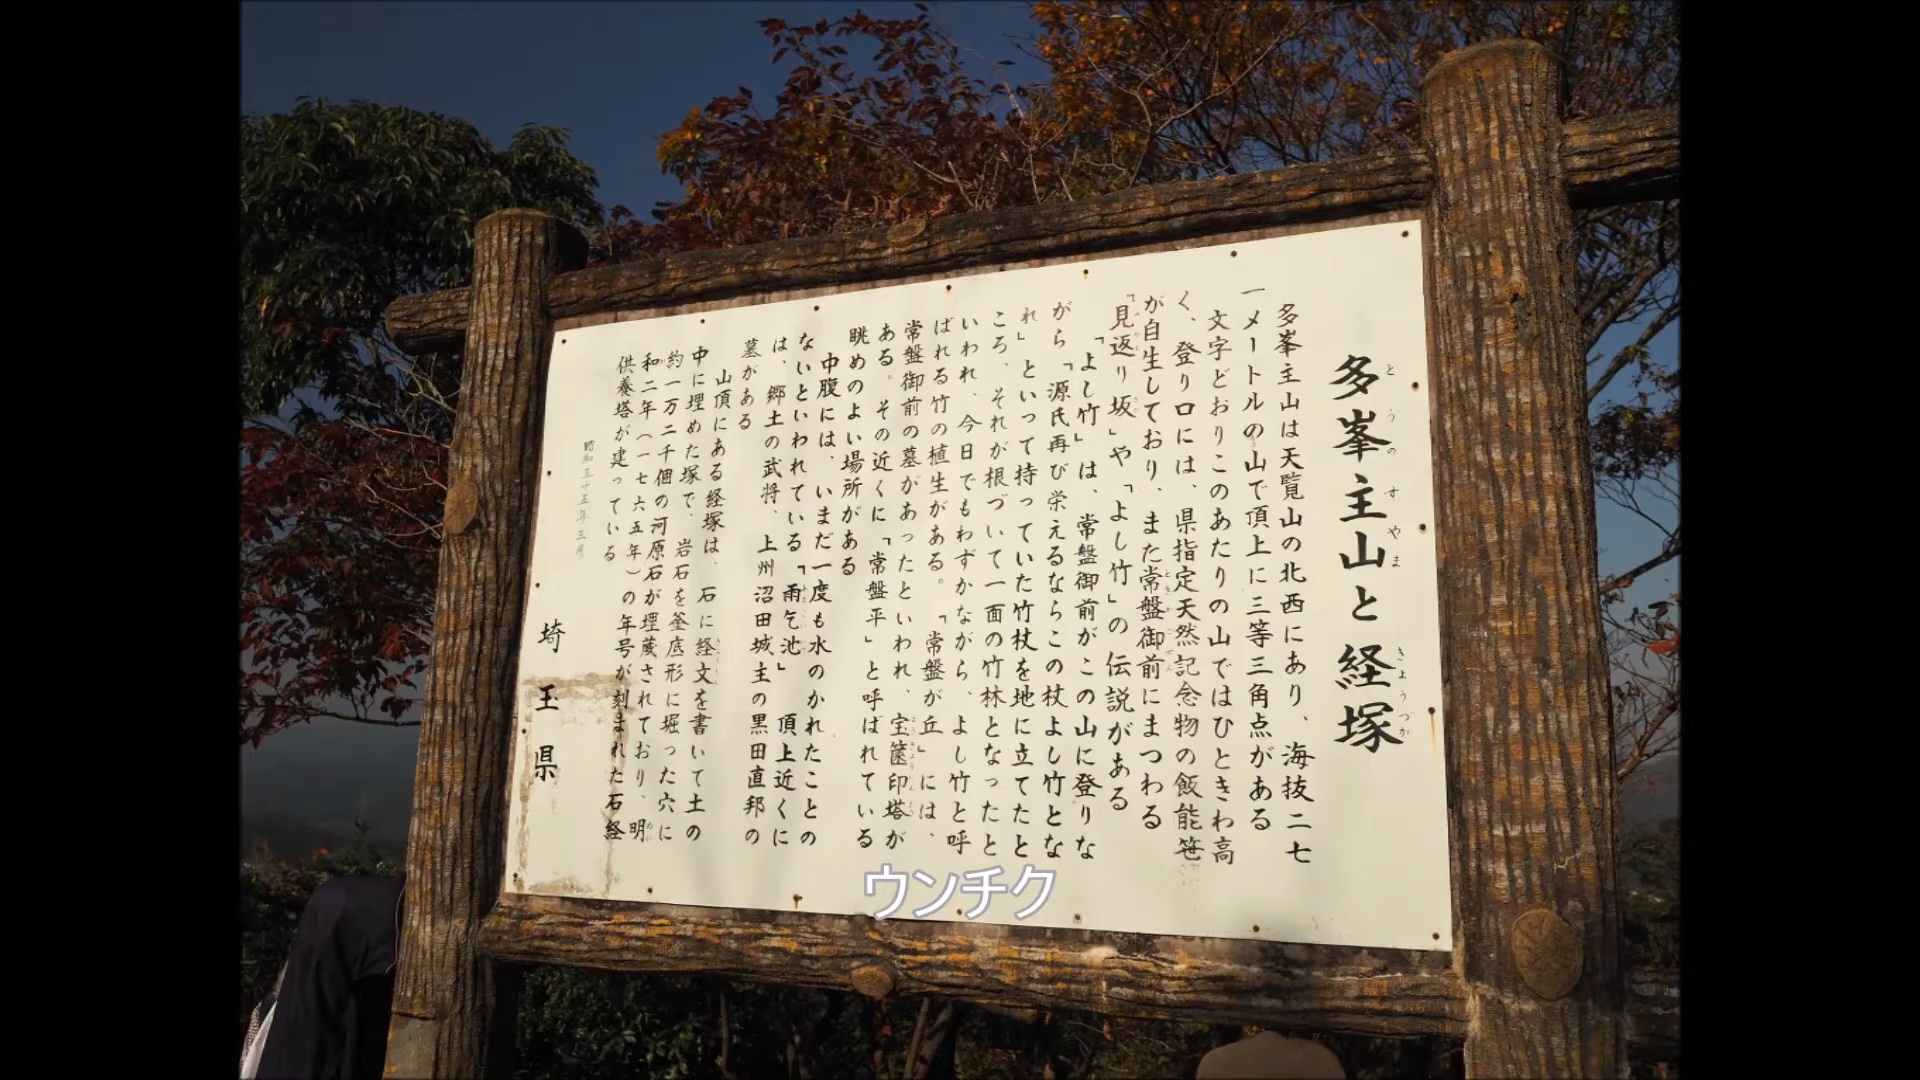 多峯主山と経塚
とうのすやま
きょうづか
多峯主山は天覧山の北西にあり、海抜二七
一メートルの山で頂上に三等三角点がある
文字どおりこのあたりの山ではひときわ高
く、登り口には、県指定天然記念物の飯能笹
が自生しており、また常盤御前にまつわる
「見返り坂」や「よし竹」の伝説がある
「よし竹」は、常盤御前がこの山に登りな
がら「源氏再び栄えるならこの杖よし竹とな
れ」といって持っていた竹杖を地に立てたと
ころ、それが根づいて一面の竹林となったと
いわれ、今日でもわずかながら、よし竹と呼
ばれる竹の植生がある。「常盤が丘」には、
常盤御前の墓があったといわれ、宝篋印塔が
ある。その近くに「常盤平」と呼ばれている
眺めのよい場所がある
中腹には、いまだ一度も水のかれたことの
ないといわれている「雨乞池」 頂上近くに
は、郷土の武将、上州沼田城主の黒田直邦の
墓がある
山頂にある経塚は、石に経文を書いて土の
中に埋めた塚で、岩石を釜底形に堀った穴に
約一万二千個の河原石が埋蔵されており、明
和二年(一七六五年)の年号が刻まれた石経
供養塔が建っている
昭和五十五年三月
埼玉県
ウンチク